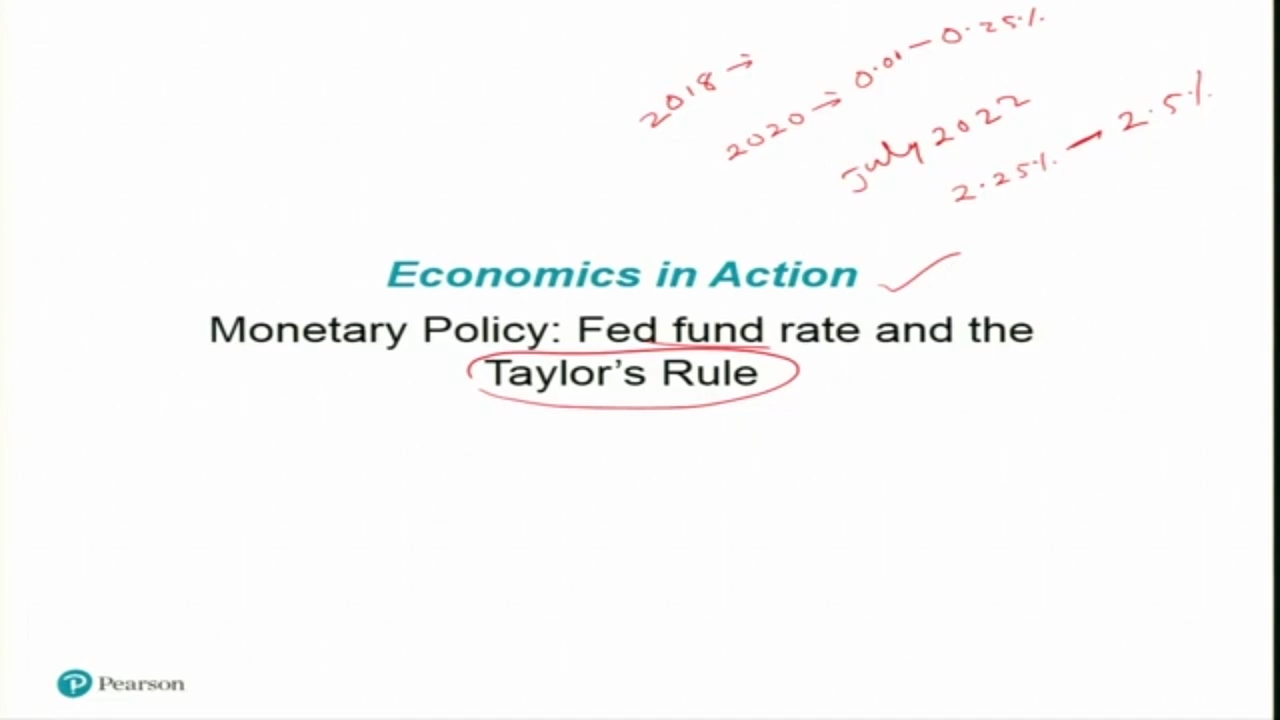 2018 →
2020 → 0.01 – 0.25%
July 2022
2.25% – 2.5%
Economics in Action
Monetary Policy: Fed fund rate and the
Taylor’s Rule
Pearson